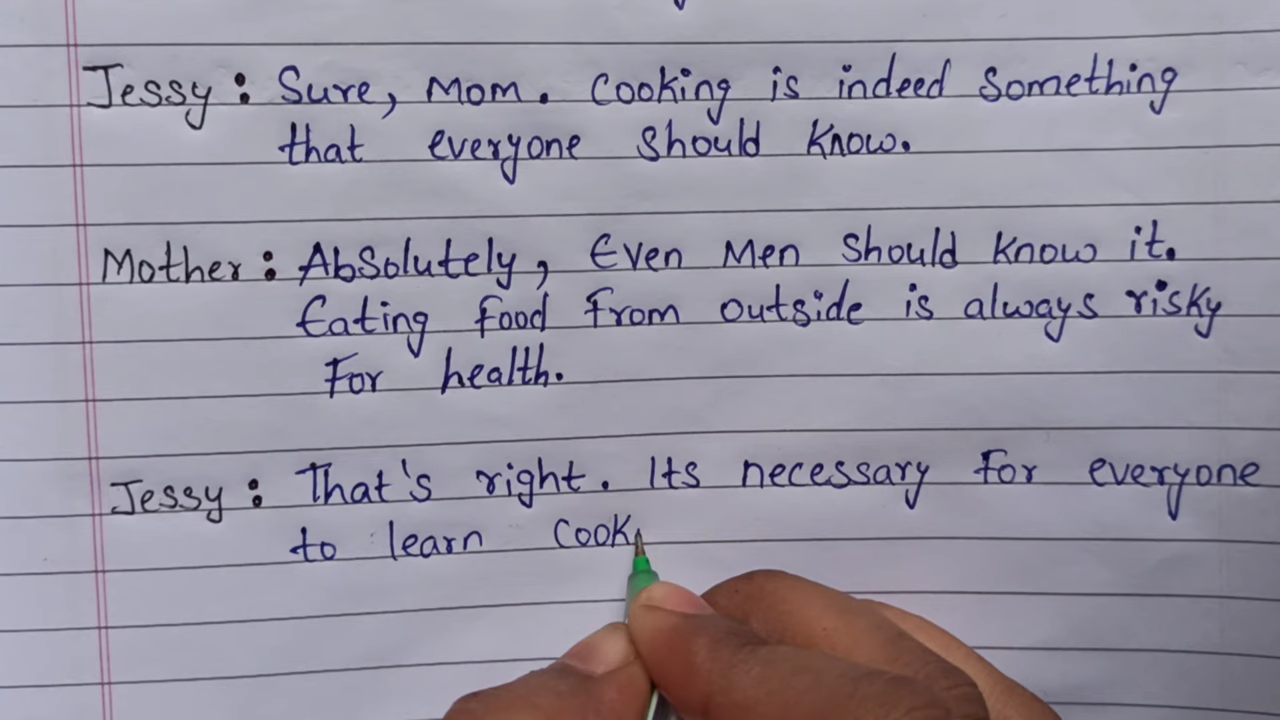 Jessy : Sure, Mom. Cooking is indeed something
that everyone should know.
Mother : Absolutely, Even Men should know it.
Eating food from outside is always risky
For health.
Jessy : That's right. Its necessary for everyone
to learn cook